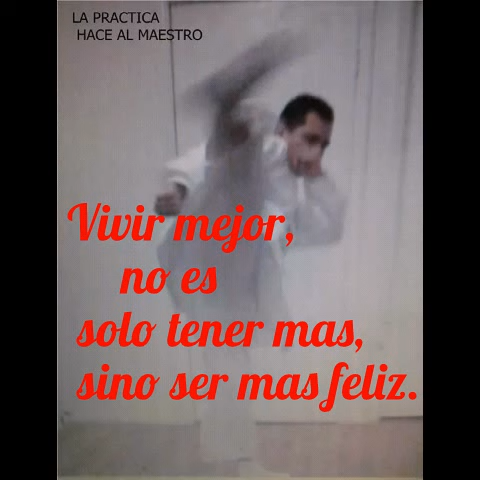 LA PRACTICA
HACE AL MAESTRO
Vivir mejor,
no es
solo tener mas,
sino ser mas feliz.